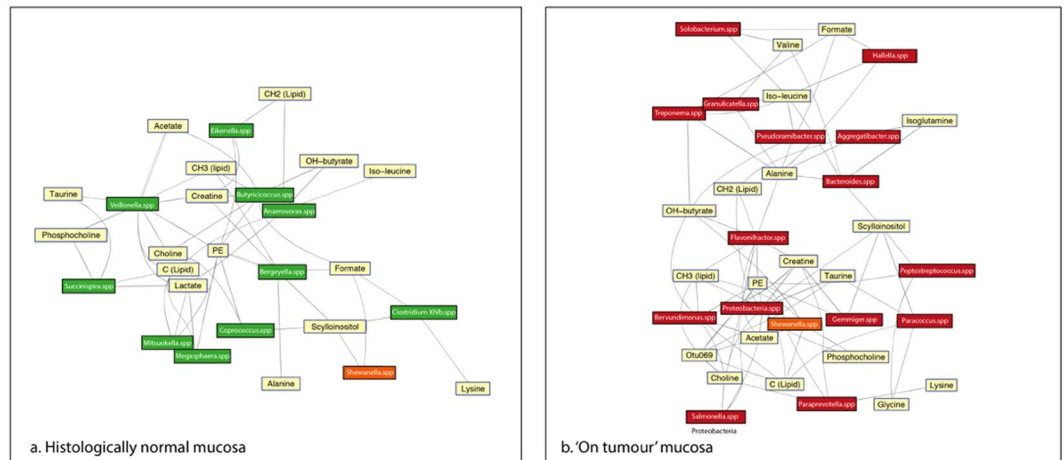 CH2 (Lipid)
Acetate
Eikenella.spp
CH3 (lipid)
OH-butyrate
Iso-leucine
Taurine
Creatine
Butyricicoccus.spp
Veillonella.spp
Anaerovorax.spp
Phosphocholine
Choline
PE
C (Lipid)
Bergeyella.spp
Formate
Succinispira.spp
Lactate
Clostridium XIVb.spp
Coprococcus.spp
Scylloinositol
Mitsuokella.spp
Megasphaera.spp
Shewanella.spp
Alanine
Lysine
a. Histologically normal mucosa
Solobacterium.spp
Formate
Valine
Hallella.spp
Iso-leucine
Granulicatella.spp
Treponema.spp
Isoglutamine
Pseudoramibacter.spp
Aggregatibacter.spp
Alanine
Bacteroides.spp
CH2 (Lipid)
OH-butyrate
Scylloinositol
Flavonifractor.spp
Creatine
Peptostreptococcus.spp
CH3 (lipid)
Taurine
PE
Proteobacteria.spp
Bervundimonas.spp
Shewanella.spp
Gemmiger.spp
Paracoccus.spp
Acetate
Otu069
Phosphocholine
Choline
C (Lipid)
Lysine
Paraprevotella.spp
Glycine
Salmonella.spp
Proteobacteria
b. 'On tumour' mucosa